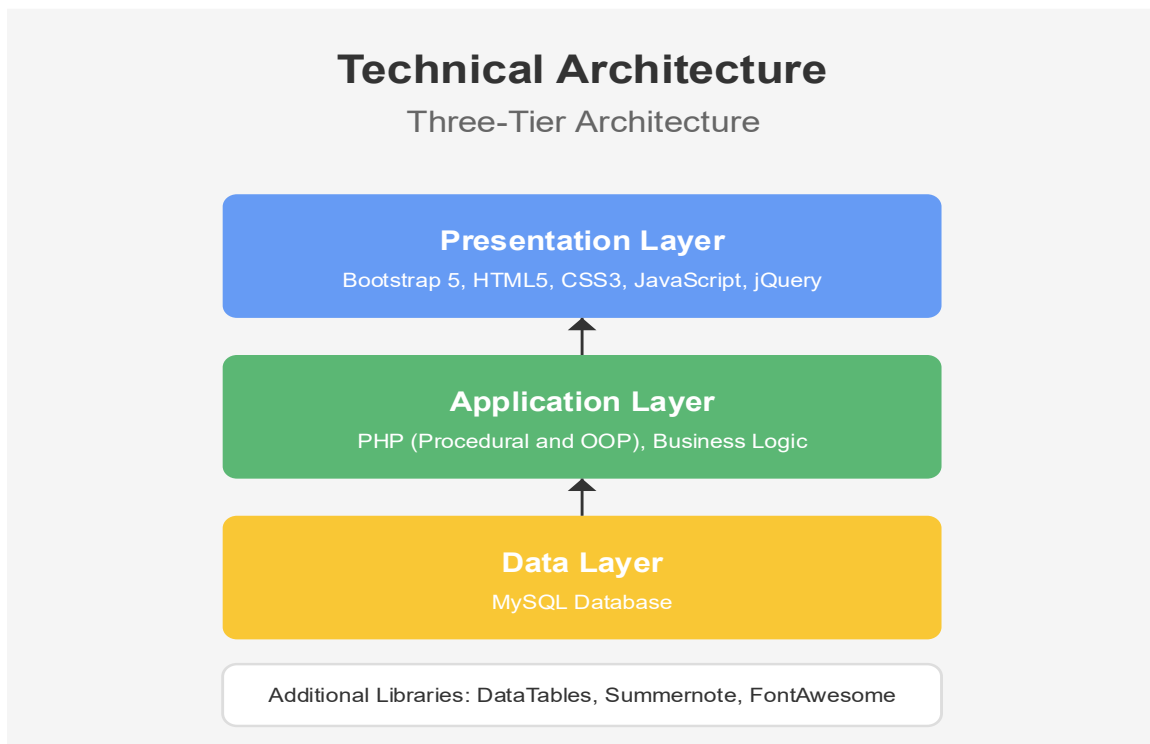 Technical Architecture
Three-Tier Architecture
Presentation Layer
Bootstrap 5, HTML5, CSS3, JavaScript, jQuery
Application Layer
PHP (Procedural and OOP), Business Logic
Data Layer
MySQL Database
Additional Libraries: DataTables, Summernote, FontAwesome